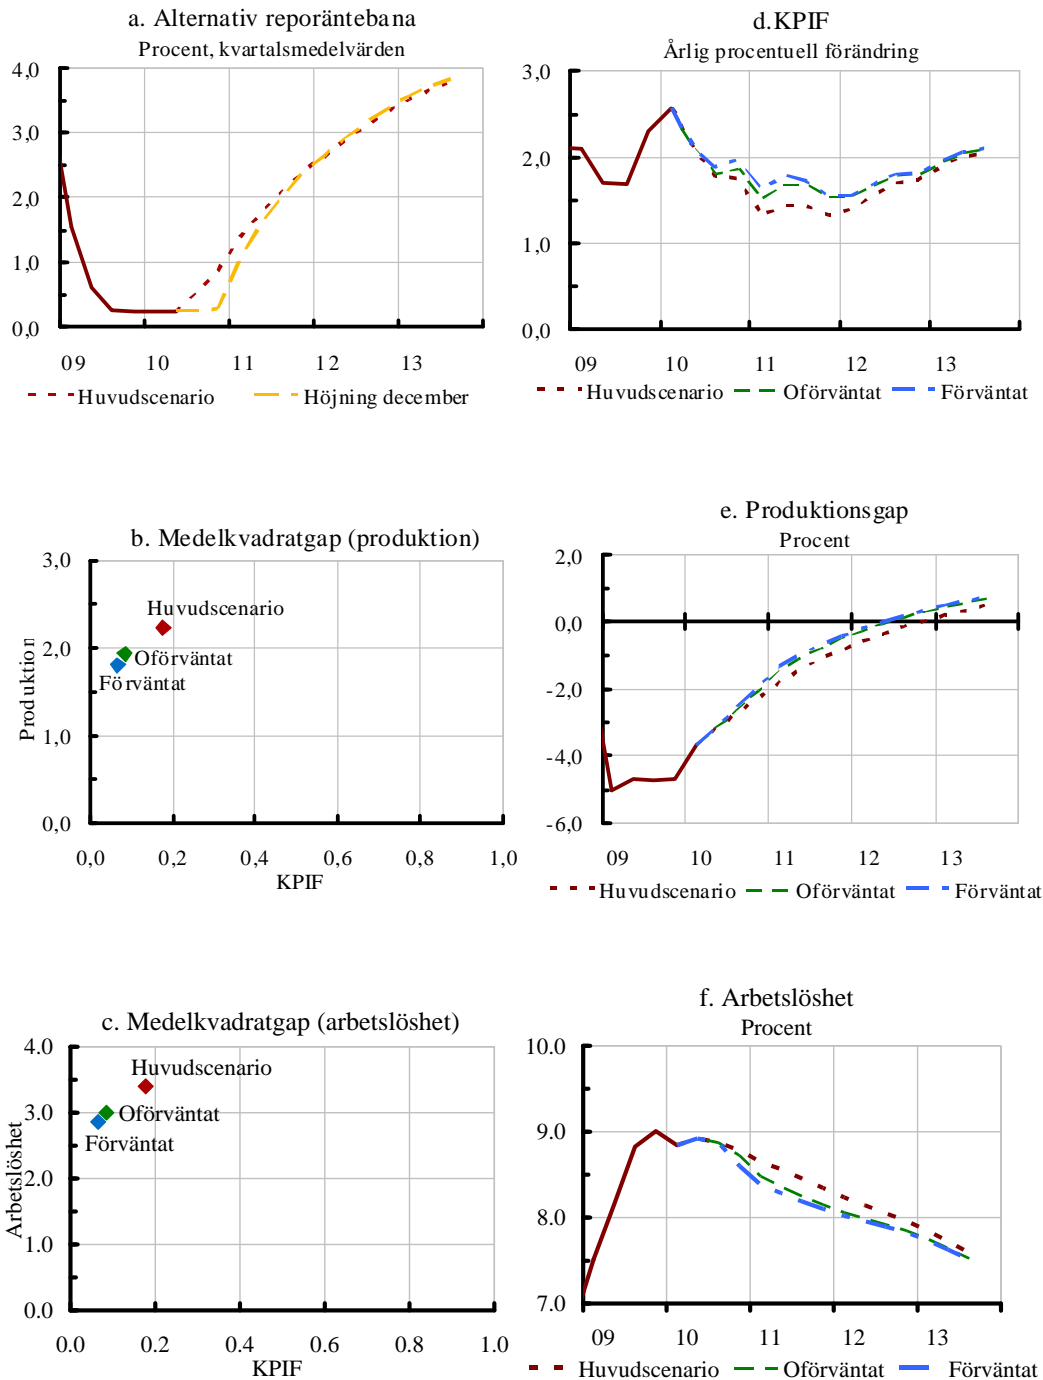 a. Alternativ reporäntebana
Procent, kvartalsmedelvärden
4,0
3,0
2,0
1,0
0,0
09 10 11 12 13
Huvudscenario Höjning december
d.KPIF
Årlig procentuell förändring
3,0
2,0
1,0
0,0
09 10 11 12 13
Huvudscenario Oförväntat Förväntat
b. Medelkvadratgap (produktion)
3,0
2,0
1,0
0,0
Produktion
Huvudscenario
Oförväntat
Förväntat
0,0 0,2 0,4 0,6 0,8 1,0
KPIF
e. Produktionsgap
Procent
2,0
0,0
-2,0
-4,0
-6,0
09 10 11 12 13
Huvudscenario Oförväntat Förväntat
c. Medelkvadratgap (arbetslöshet)
4.0
3.0
2.0
1.0
0.0
Arbetslöshet
Huvudscenario
Oförväntat
Förväntat
0.0 0.2 0.4 0.6 0.8 1.0
KPIF
f. Arbetslöshet
Procent
10.0
9.0
8.0
7.0
09 10 11 12 13
Huvudscenario Oförväntat Förväntat